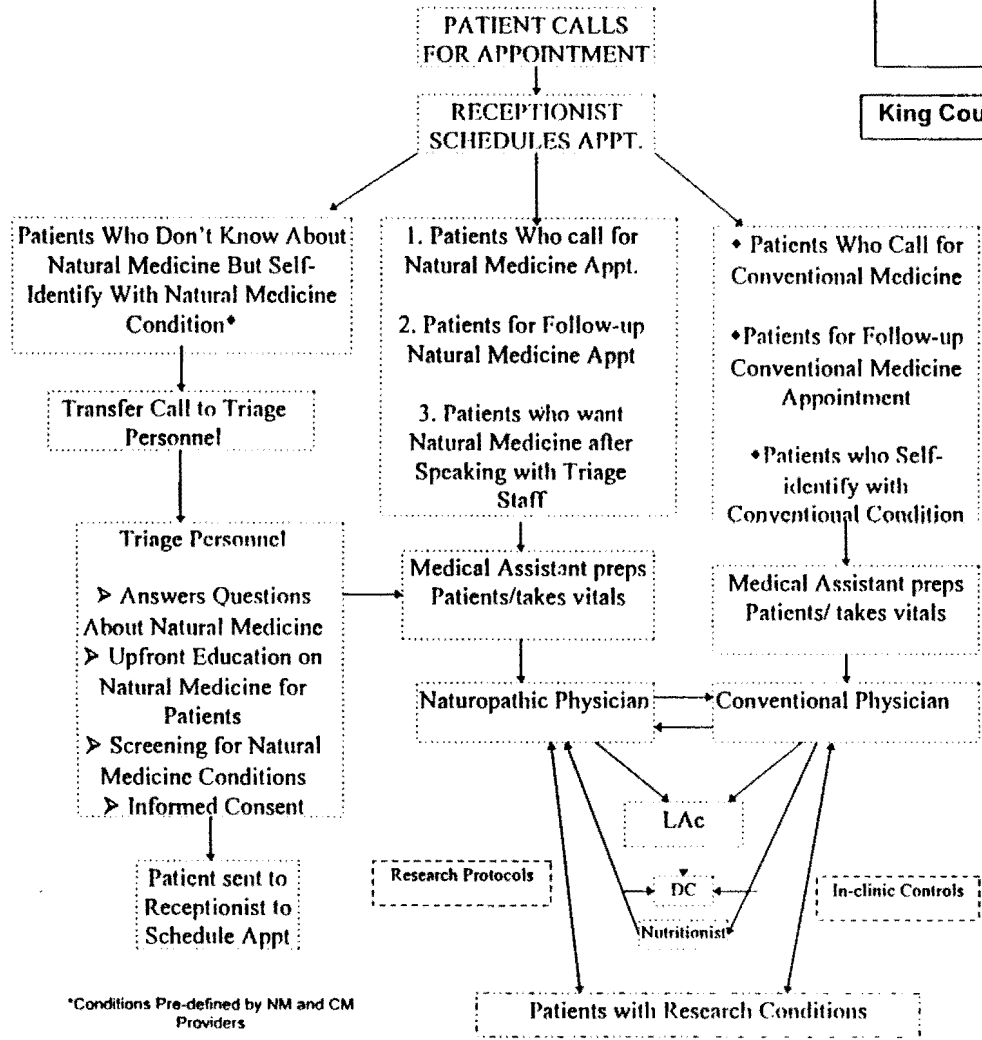 PATIENT CALLS
FOR APPOINTMENT
RECEPTIONIST
SCHEDULES APPT.
King Cou
Patients Who Don't Know About
Natural Medicine But Self-
Identify With Natural Medicine
Condition♦
Transfer Call to Triage
Personnel
Triage Personnel
➢ Answers Questions
About Natural Medicine
➢ Upfront Education on
Natural Medicine for
Patients
➢ Screening for Natural
Medicine Conditions
➢ Informed Consent
Patient sent to
Receptionist to
Schedule Appt
*Conditions Pre-defined by NM and CM
Providers
1. Patients Who call for
Natural Medicine Appt.
2. Patients for Follow-up
Natural Medicine Appt
3. Patients who want
Natural Medicine after
Speaking with Triage
Staff
Medical Assistant preps
Patients/takes vitals
Naturopathic Physician
♦ Patients Who Call for
Conventional Medicine
♦Patients for Follow-up
Conventional Medicine
Appointment
♦Patients who Self-
identify with
Conventional Condition
Medical Assistant preps
Patients/ takes vitals
Conventional Physician
LAc
DC
Nutritionist
Research Protocols
In-clinic Controls
Patients with Research Conditions